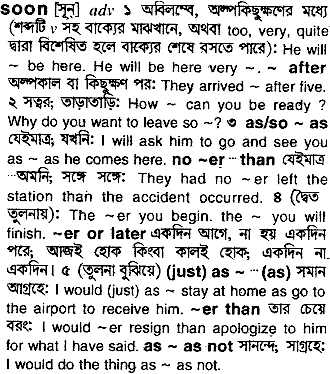 soon [সূন্] adv ১ অবিলম্বে, অল্পকিছুক্ষণের মধ্যে
(শব্দটি v সহ বাক্যের মাঝখানে, অথবা too, very, quite
দ্বারা বিশেষিত হলে বাক্যের শেষে বসতে পারে): He will
~ be here. He will be here very ~. ~ after
অল্পকাল বা কিছুক্ষণ পর: They arrived ~ after five.
২ সত্বর; তাড়াতাড়ি: How ~ can you be ready ?
Why do you want to leave so ~? ৩ as/so ~ as
যেইমাত্র; যখনি: I will ask him to go and see you
as ~ as he comes here. no ~er ··· than যেইমাত্র
···অমনি; সঙ্গে সঙ্গে: They had no ~er left the
station than the accident occurred. ৪ (দ্বৈত
তুলনায়): The ~er you begin. the ~ you will
finish. ~er or later একদিন আগে, না হয় একদিন
পরে; আজই হোক কিংবা কালই হোক; একদিন না
একদিন। ৫ (তুলনা বুঝিয়ে) (just) as ~ ···(as) সমান
আগ্রহে: I would (just) as ~ stay at home as go to
the airport to receive him. ~er than তার চেয়ে
বরং: I would ~er resign than apologize to him
for what I have said. as ~ as not সানন্দে; সাগ্রহে:
I would do the thing as ~ as not.